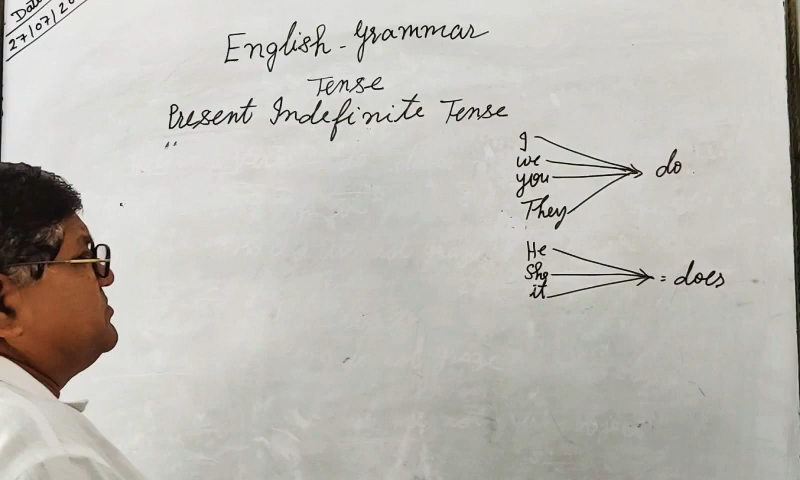 Date
27/07/20
English-Grammar
Tense
Present Indefinite Tense
I
we
you
They
do
He
She
it
= does